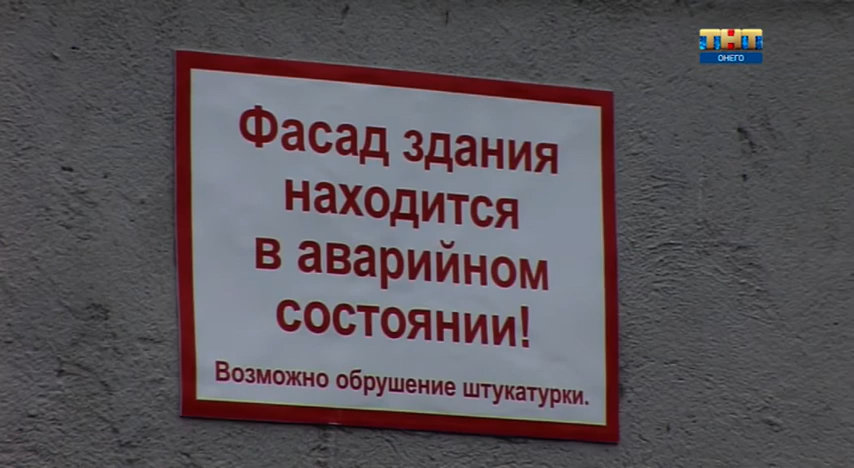 ТНТ
ОНЕГО
Фасад здания
находится
в аварийном
состоянии!
Возможно обрушение штукатурки.